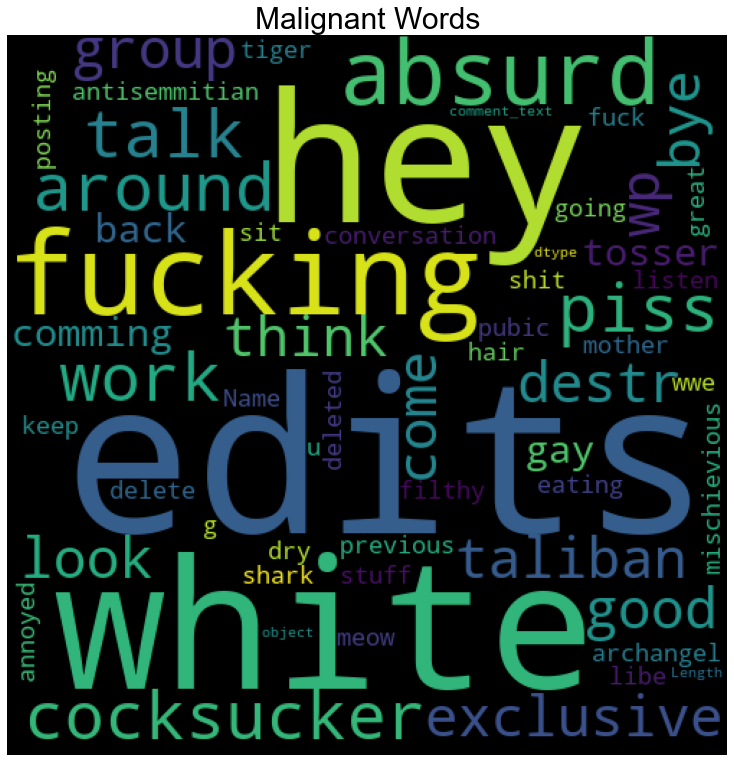 Malignant Words
group
tiger
absurd
antisemmitian
posting
talk
hey
comment_text
fuck
bye
around
going
wp
great
back
sit
conversation
fucking
dtype
tosser
shit
listen
comming
think
pubic
piss
mother
hair
work
Name
deleted
come
destr
wwe
keep
u
edits
gay
mischievious
delete
filthy
eating
g
look
dry
previous
taliban
shark
stuff
white
good
annoyed
object
meow
archangel
libe
Length
cocksucker
exclusive